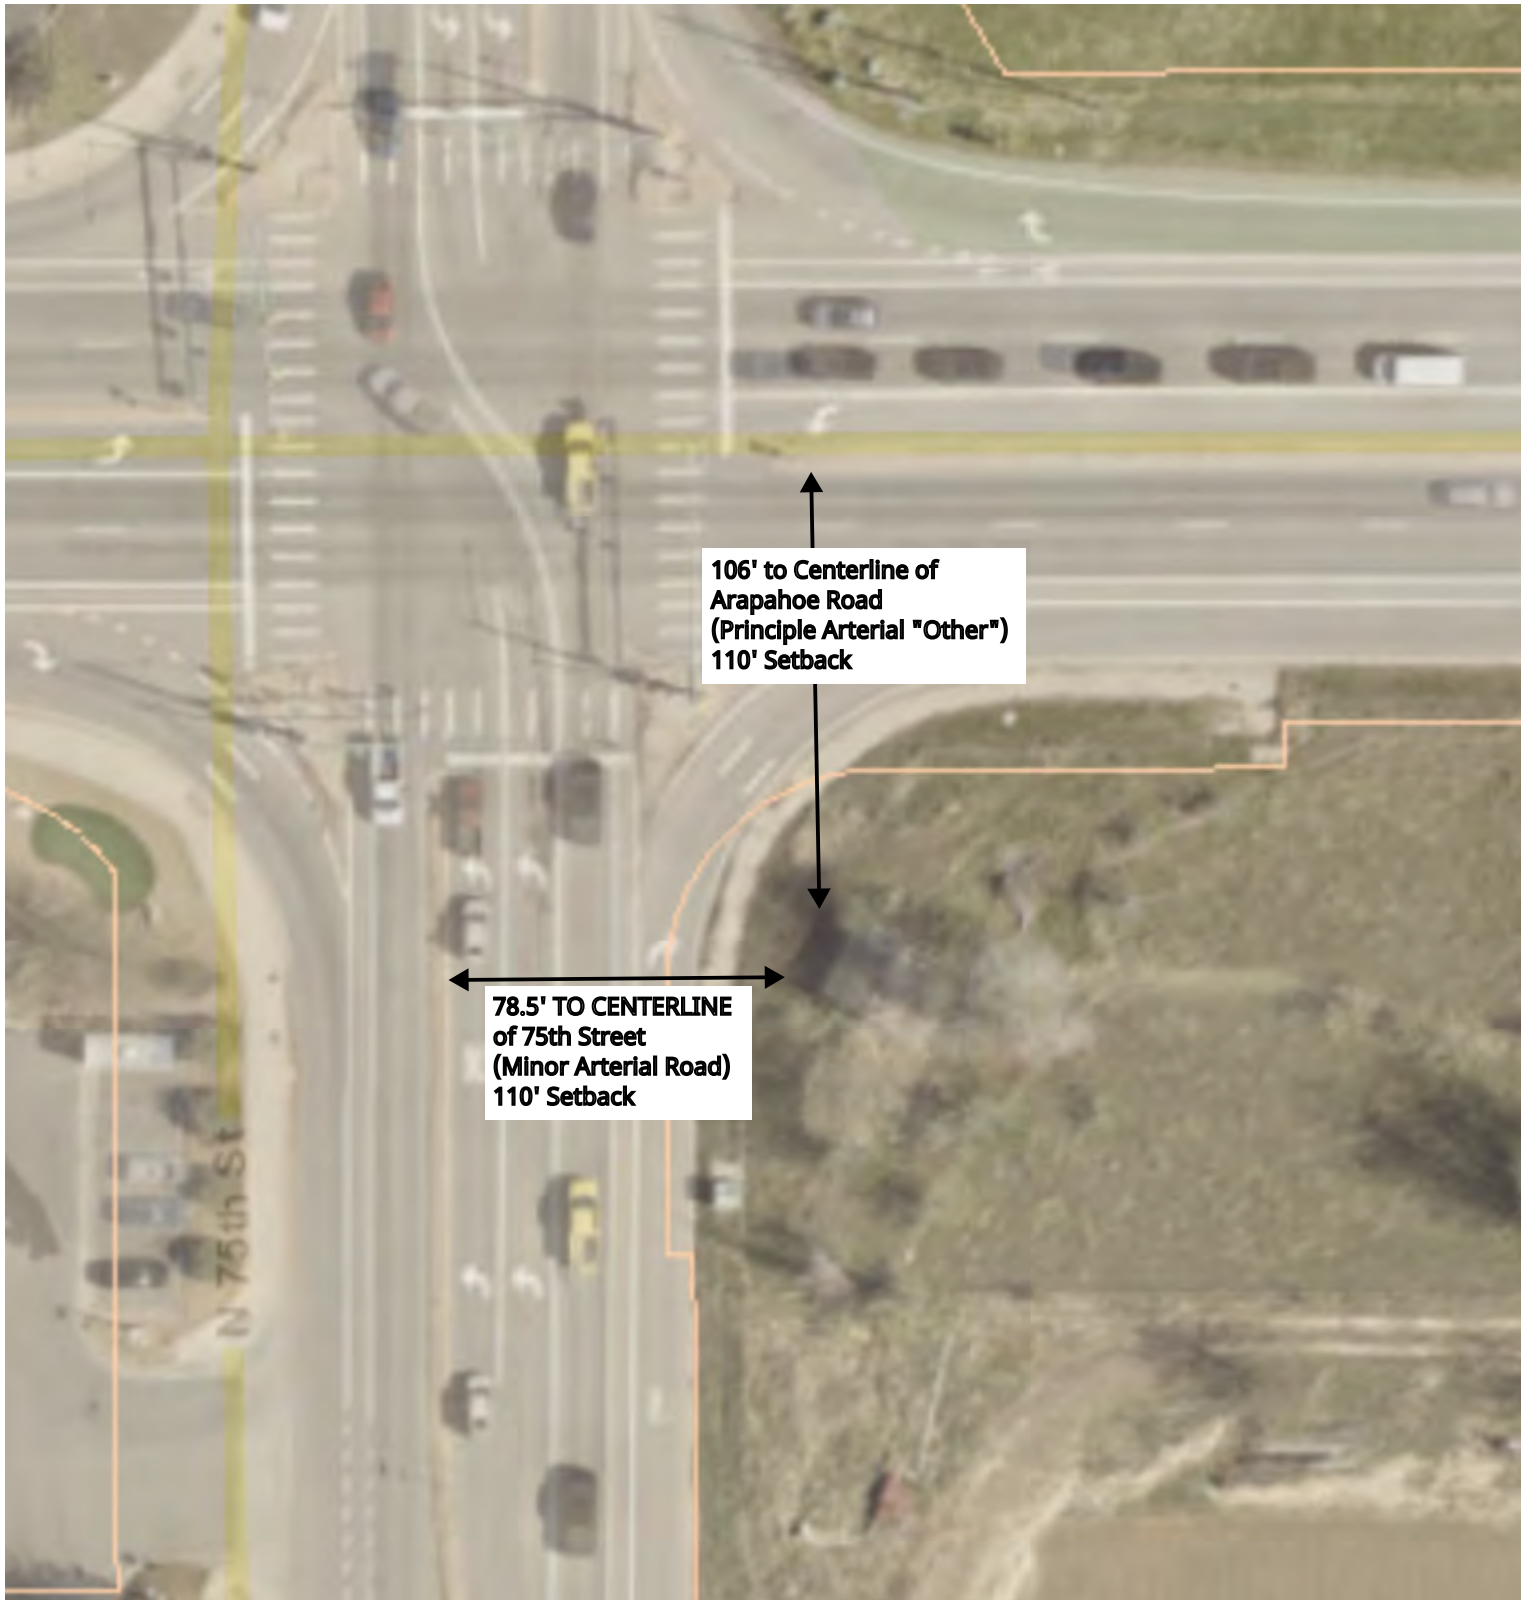 106' to Centerline of
Arapahoe Road
(Principle Arterial "Other")
110' Setback
78.5' TO CENTERLINE
of 75th Street
(Minor Arterial Road)
110' Setback
N 75th St